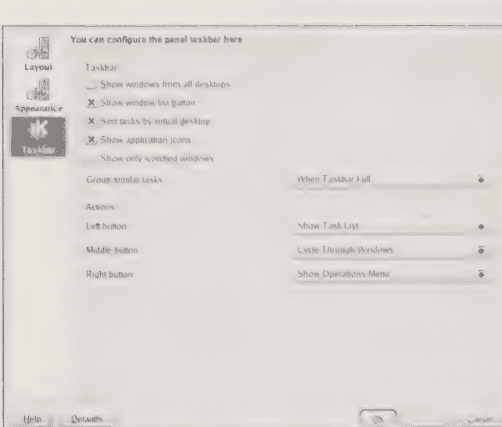 You can configure the panel taskbar here
Layout
Appearance
Taskbar
Taskbar
Show windows from all desktops
Show window list button
Sort tasks by virtual desktop
Show application icons
Show only iconified windows
Group similar tasks
When Taskbar Full
Actions
Left button
Show Task List
Middle button
Cycle Through Windows
Right button
Show Operations Menu
Help
Defaults
Ok
Cancel